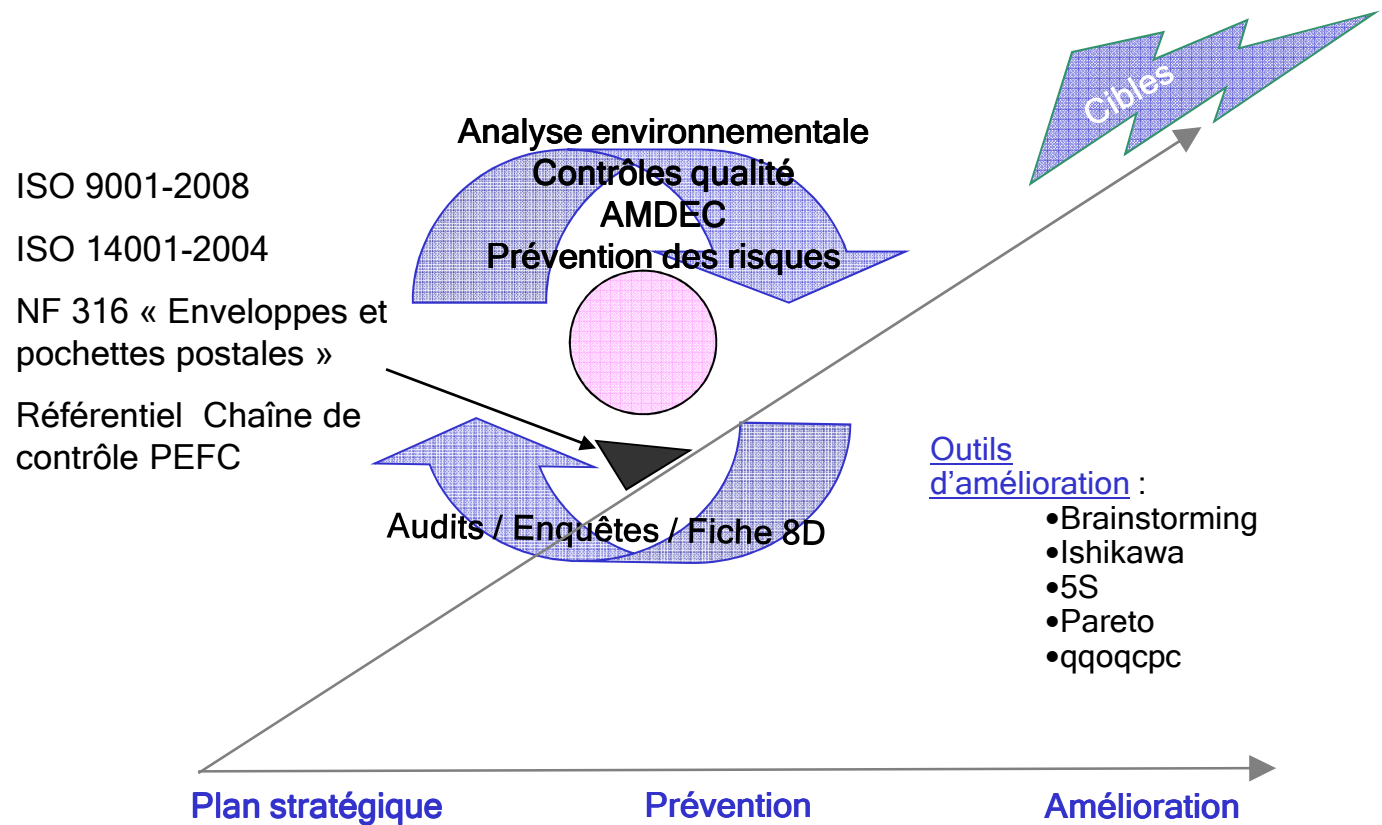 Cibles
Analyse environnementale
Contrôles qualité
AMDEC
Prévention des risques
ISO 9001-2008
ISO 14001-2004
NF 316 « Enveloppes et
pochettes postales »
Référentiel Chaîne de
contrôle PEFC
Audits / Enquêtes / Fiche 8D
Outils
d’amélioration :
•Brainstorming
•Ishikawa
•5S
•Pareto
•qqoqcpc
Plan stratégique
Prévention
Amélioration